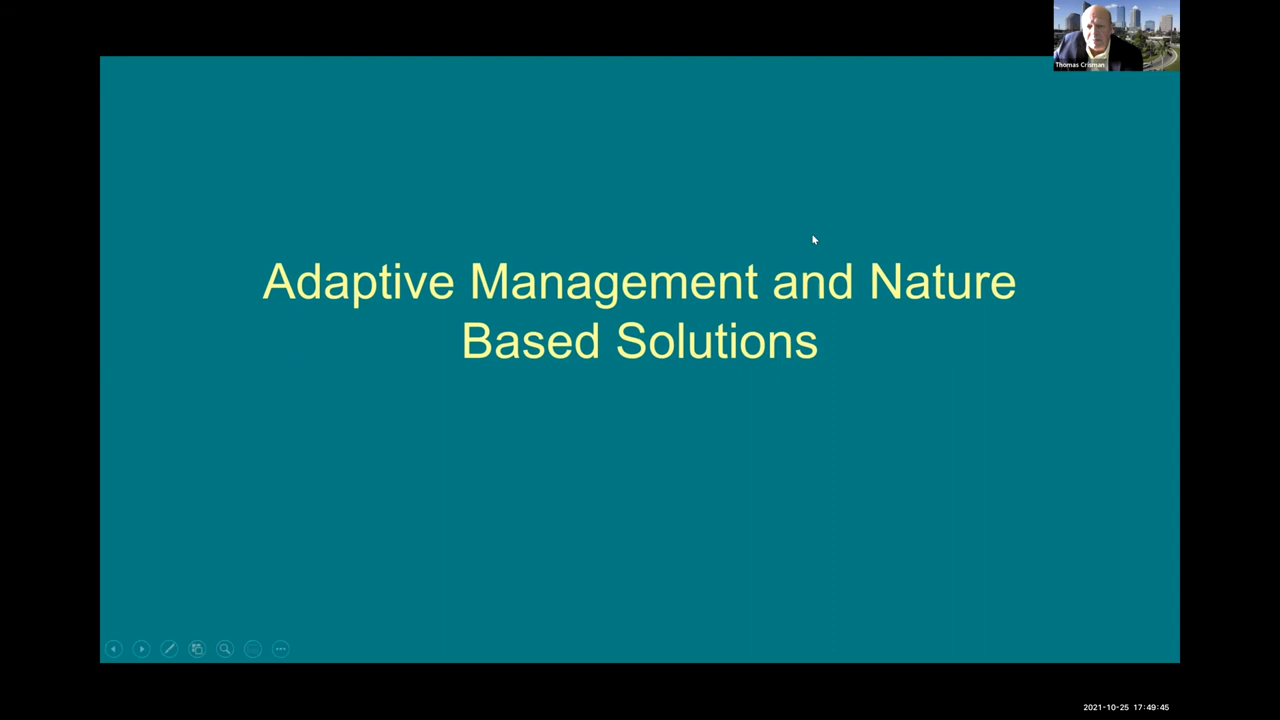 Thomas Crisman
Adaptive Management and Nature
Based Solutions
2021-10-25 17:49:45